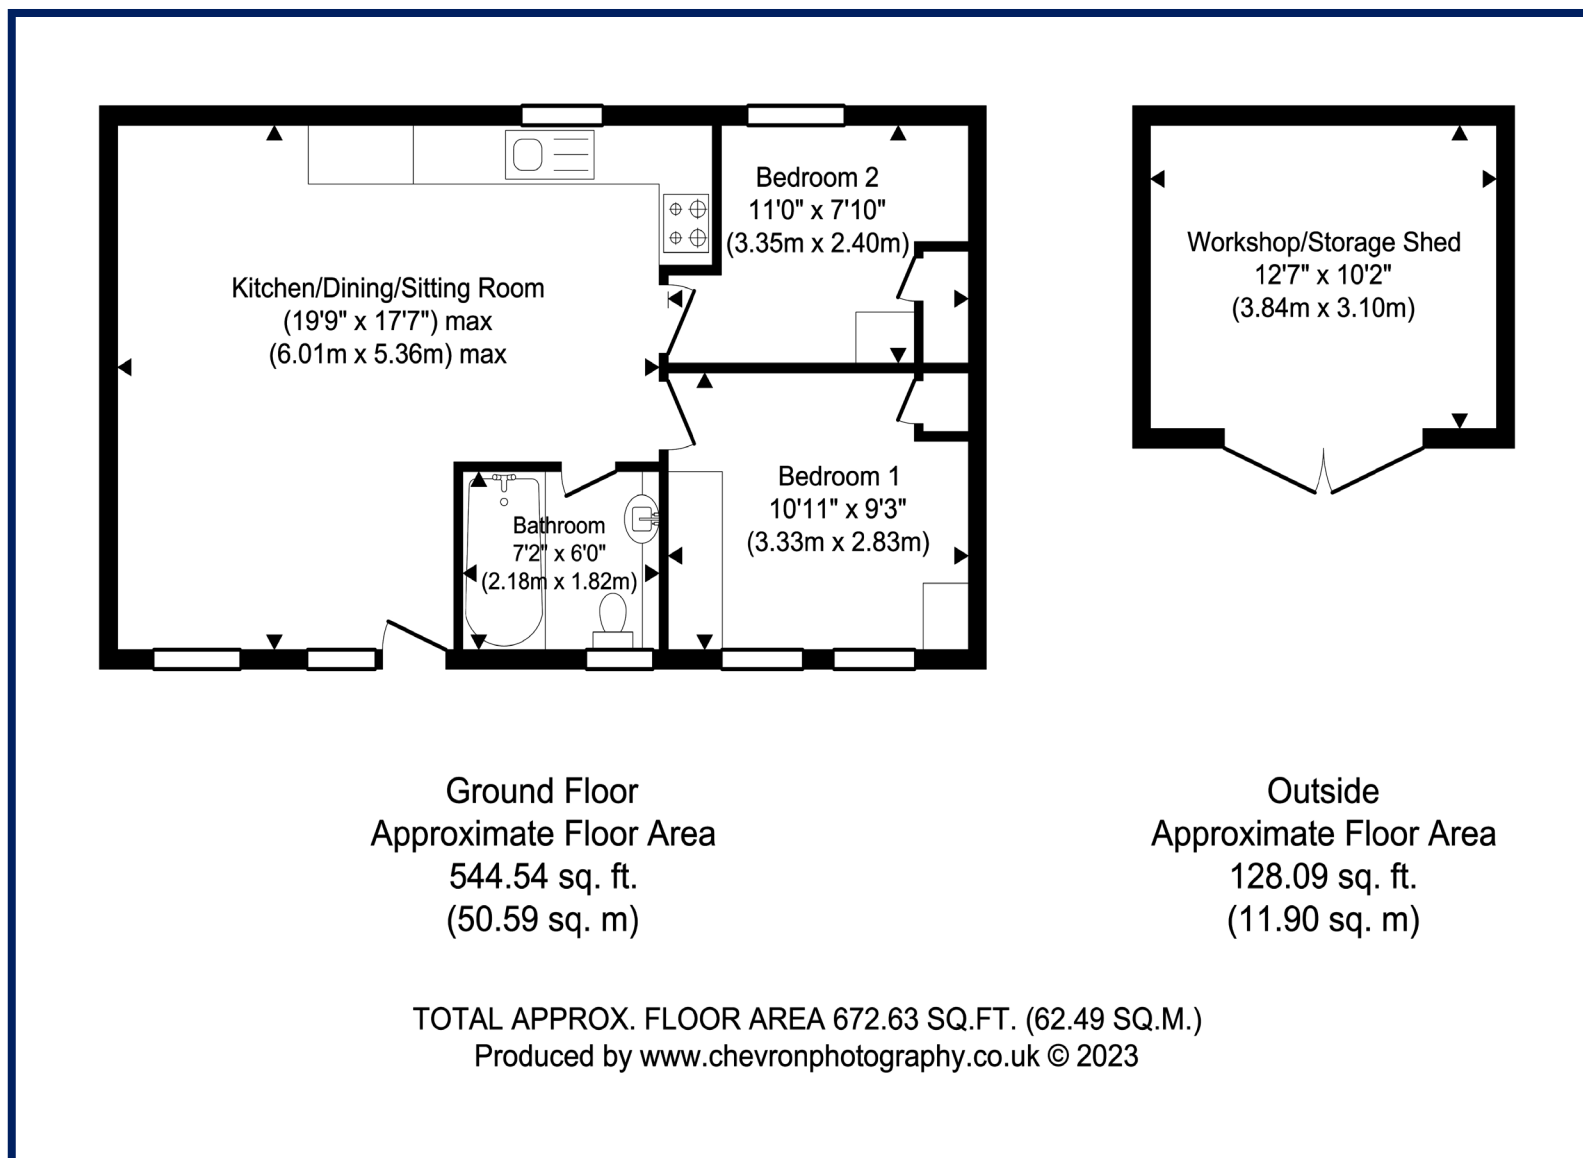 Kitchen/Dining/Sitting Room
(19'9" x 17'7") max
(6.01m x 5.36m) max
Bedroom 2
11'0" x 7'10"
(3.35m x 2.40m)
Bedroom 1
10'11" x 9'3"
(3.33m x 2.83m)
Bathroom
7'2" x 6'0"
(2.18m x 1.82m)
Workshop/Storage Shed
12'7" x 10'2"
(3.84m x 3.10m)
Ground Floor
Approximate Floor Area
544.54 sq. ft.
(50.59 sq. m)
Outside
Approximate Floor Area
128.09 sq. ft.
(11.90 sq. m)
TOTAL APPROX. FLOOR AREA 672.63 SQ.FT. (62.49 SQ.M.)
Produced by www.chevronphotography.co.uk © 2023